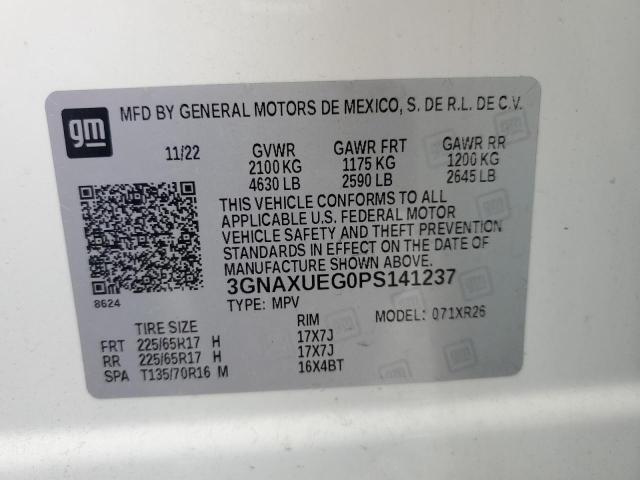 gm
MFD BY GENERAL MOTORS DE MEXICO, S. DE R.L. DE C.V.
11/22 GVWR GAWR FRT GAWR RR
2100 KG 1175 KG 1200 KG
4630 LB 2590 LB 2645 LB
THIS VEHICLE CONFORMS TO ALL
APPLICABLE U.S. FEDERAL MOTOR
VEHICLE SAFETY AND THEFT PREVENTION
STANDARDS IN EFFECT ON THE DATE OF
MANUFACTURE SHOWN ABOVE.
3GNAXUEG0PS141237
8624 TYPE: MPV MODEL: 071XR26
TIRE SIZE RIM
FRT 225/65R17 H 17X7J
RR 225/65R17 H 17X7J
SPA T135/70R16 M 16X4BT